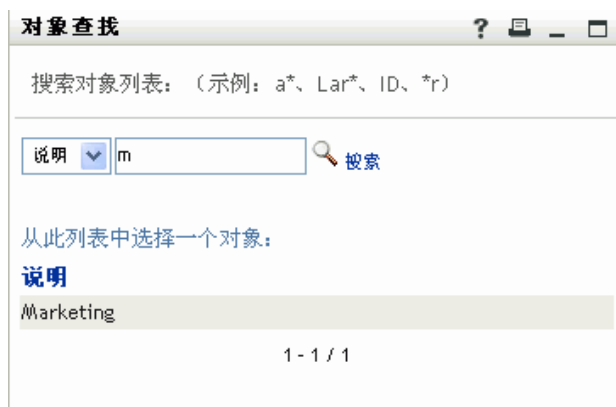 对象查找 ?
搜索对象列表：（示例：a*、Lar*、ID、*r）
说明 m 搜索
从此列表中选择一个对象：
说明
Marketing
1 - 1 / 1